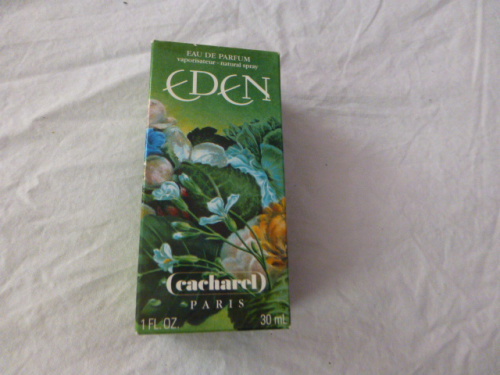 EAU DE PARFUM
vaporisateur - natural spray
EDEN
(cacharel)
PARIS
1 FL. OZ. 30 ml